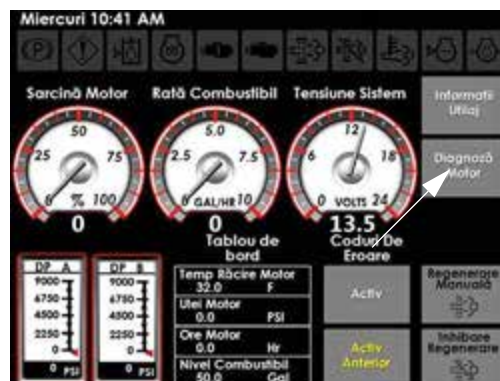 Miercuri 10:41 AM
Sarcină Motor Rată Combustibil Tensiune Sistem
Informații
Utilaj
Diagnoză
Motor
50
25 75
0 % 100
0
5.0
2.5 7.5
0 GAL/HR 10
0
12
6 18
0 VOLTS 24
13.5
Tablou de
bord
Coduri De
Eroare
DP A
9000
6750
4500
2250
0
0 PSI
DP B
9000
6750
4500
2250
0
0 PSI
Temp Răcire Motor
32.0 F
Utei Motor
0.0 PSI
Ore Motor
0.0 Hr
Nivel Combustibil
50.0 Gal
Activ
Activ
Anterior
Regenerare
Manuală
Inhibare
Regenerare